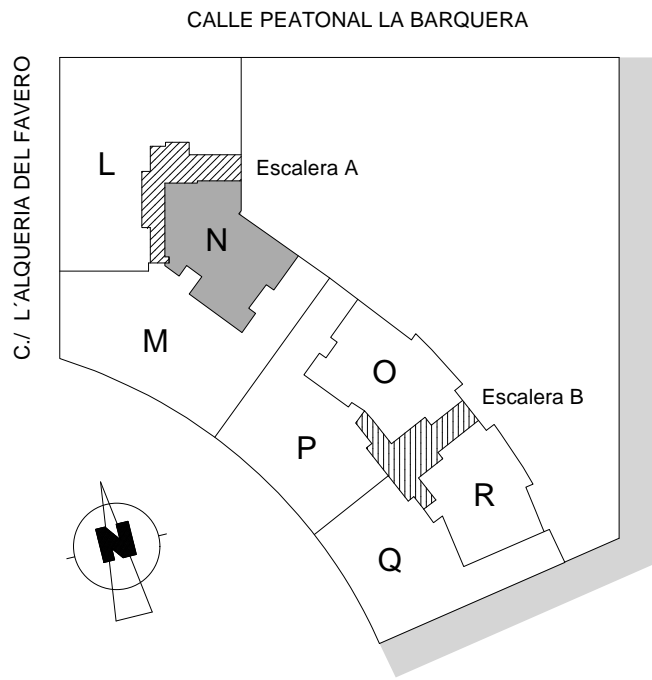 CALLE PEATONAL LA BARQUERA
C./ L´ALQUERIA DEL FAVERO
L
Escalera A
N
M
O
Escalera B
P
R
Q
N